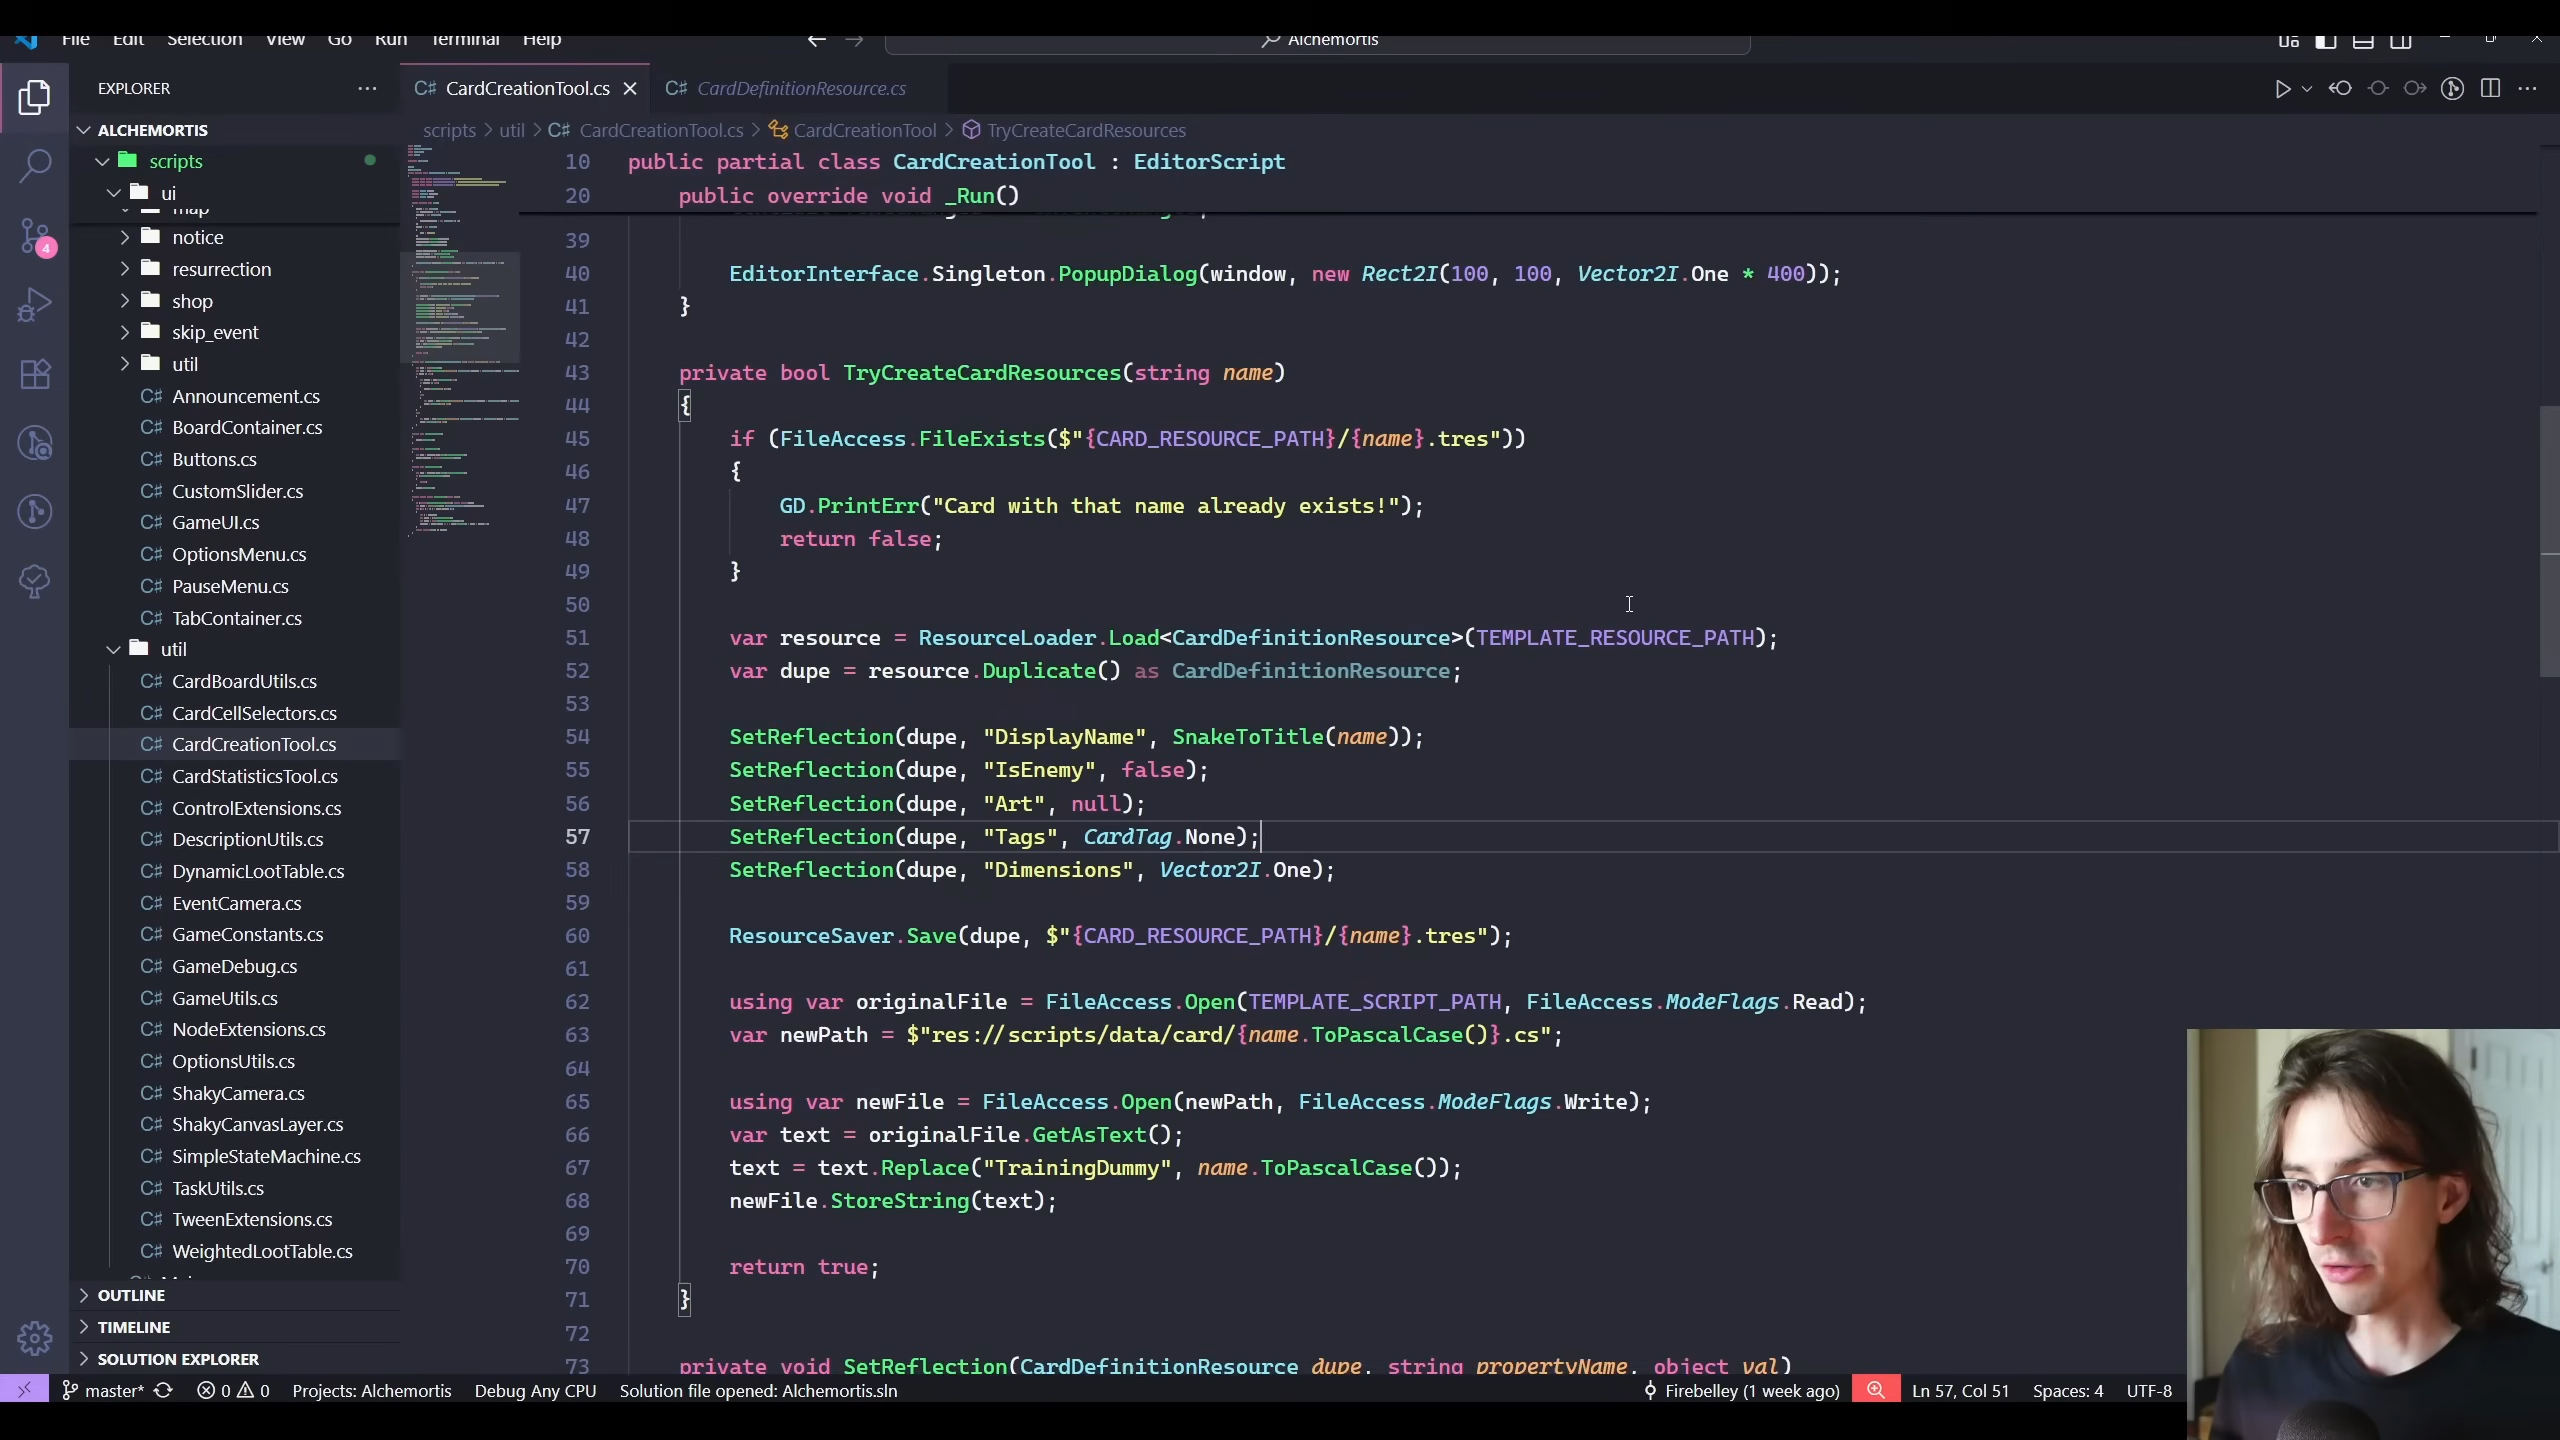 File Edit Selection View Go Run Terminal Help
Alchemortis
EXPLORER
CardCreationTool.cs
CardDefinitionResource.cs
scripts > util > CardCreationTool.cs > CardCreationTool > TryCreateCardResources
ALCHEMORTIS
scripts
ui
map
notice
resurrection
shop
skip_event
util
C# Announcement.cs
C# BoardContainer.cs
C# Buttons.cs
C# CustomSlider.cs
C# GameUI.cs
C# OptionsMenu.cs
C# PauseMenu.cs
C# TabContainer.cs
util
C# CardBoardUtils.cs
C# CardCellSelectors.cs
C# CardCreationTool.cs
C# CardStatisticsTool.cs
C# ControlExtensions.cs
C# DescriptionUtils.cs
C# DynamicLootTable.cs
C# EventCamera.cs
C# GameConstants.cs
C# GameDebug.cs
C# GameUtils.cs
C# NodeExtensions.cs
C# OptionsUtils.cs
C# ShakyCamera.cs
C# ShakyCanvasLayer.cs
C# SimpleStateMachine.cs
C# TaskUtils.cs
C# TweenExtensions.cs
C# WeightedLootTable.cs
OUTLINE
TIMELINE
SOLUTION EXPLORER
4
10 public partial class CardCreationTool : EditorScript
20 public override void _Run()
39
40 EditorInterface.Singleton.PopupDialog(window, new Rect2I(100, 100, Vector2I.One * 400));
41 }
42
43 private bool TryCreateCardResources(string name)
44 {
45 if (FileAccess.FileExists($"{CARD_RESOURCE_PATH}/{name}.tres"))
46 {
47 GD.PrintErr("Card with that name already exists!");
48 return false;
49 }
50
51 var resource = ResourceLoader.Load<CardDefinitionResource>(TEMPLATE_RESOURCE_PATH);
52 var dupe = resource.Duplicate() as CardDefinitionResource;
53
54 SetReflection(dupe, "DisplayName", SnakeToTitle(name));
55 SetReflection(dupe, "IsEnemy", false);
56 SetReflection(dupe, "Art", null);
57 SetReflection(dupe, "Tags", CardTag.None);
58 SetReflection(dupe, "Dimensions", Vector2I.One);
59
60 ResourceSaver.Save(dupe, $"{CARD_RESOURCE_PATH}/{name}.tres");
61
62 using var originalFile = FileAccess.Open(TEMPLATE_SCRIPT_PATH, FileAccess.ModeFlags.Read);
63 var newPath = $"res://scripts/data/card/{name.ToPascalCase()}.cs";
64
65 using var newFile = FileAccess.Open(newPath, FileAccess.ModeFlags.Write);
66 var text = originalFile.GetAsText();
67 text = text.Replace("TrainingDummy", name.ToPascalCase());
68 newFile.StoreString(text);
69
70 return true;
71 }
72
73 private void SetReflection(CardDefinitionResource dupe, string propertyName, object val)
master* 0 0 Projects: Alchemortis Debug Any CPU Solution file opened: Alchemortis.sln Firebelley (1 week ago) Ln 57, Col 51 Spaces: 4 UTF-8